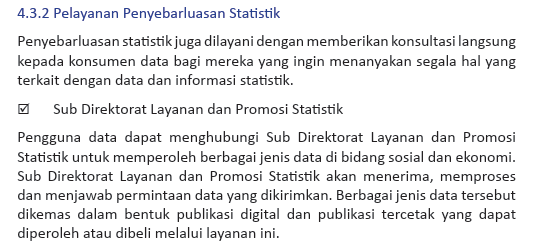 4.3.2 Pelayanan Penyebarluasan Statistik
Penyebarluasan statistik juga dilayani dengan memberikan konsultasi langsung
kepada konsumen data bagi mereka yang ingin menanyakan segala hal yang
terkait dengan data dan informasi statistik.
☑ Sub Direktorat Layanan dan Promosi Statistik
Pengguna data dapat menghubungi Sub Direktorat Layanan dan Promosi
Statistik untuk memperoleh berbagai jenis data di bidang sosial dan ekonomi.
Sub Direktorat Layanan dan Promosi Statistik akan menerima, memproses
dan menjawab permintaan data yang dikirimkan. Berbagai jenis data tersebut
dikemas dalam bentuk publikasi digital dan publikasi tercetak yang dapat
diperoleh atau dibeli melalui layanan ini.